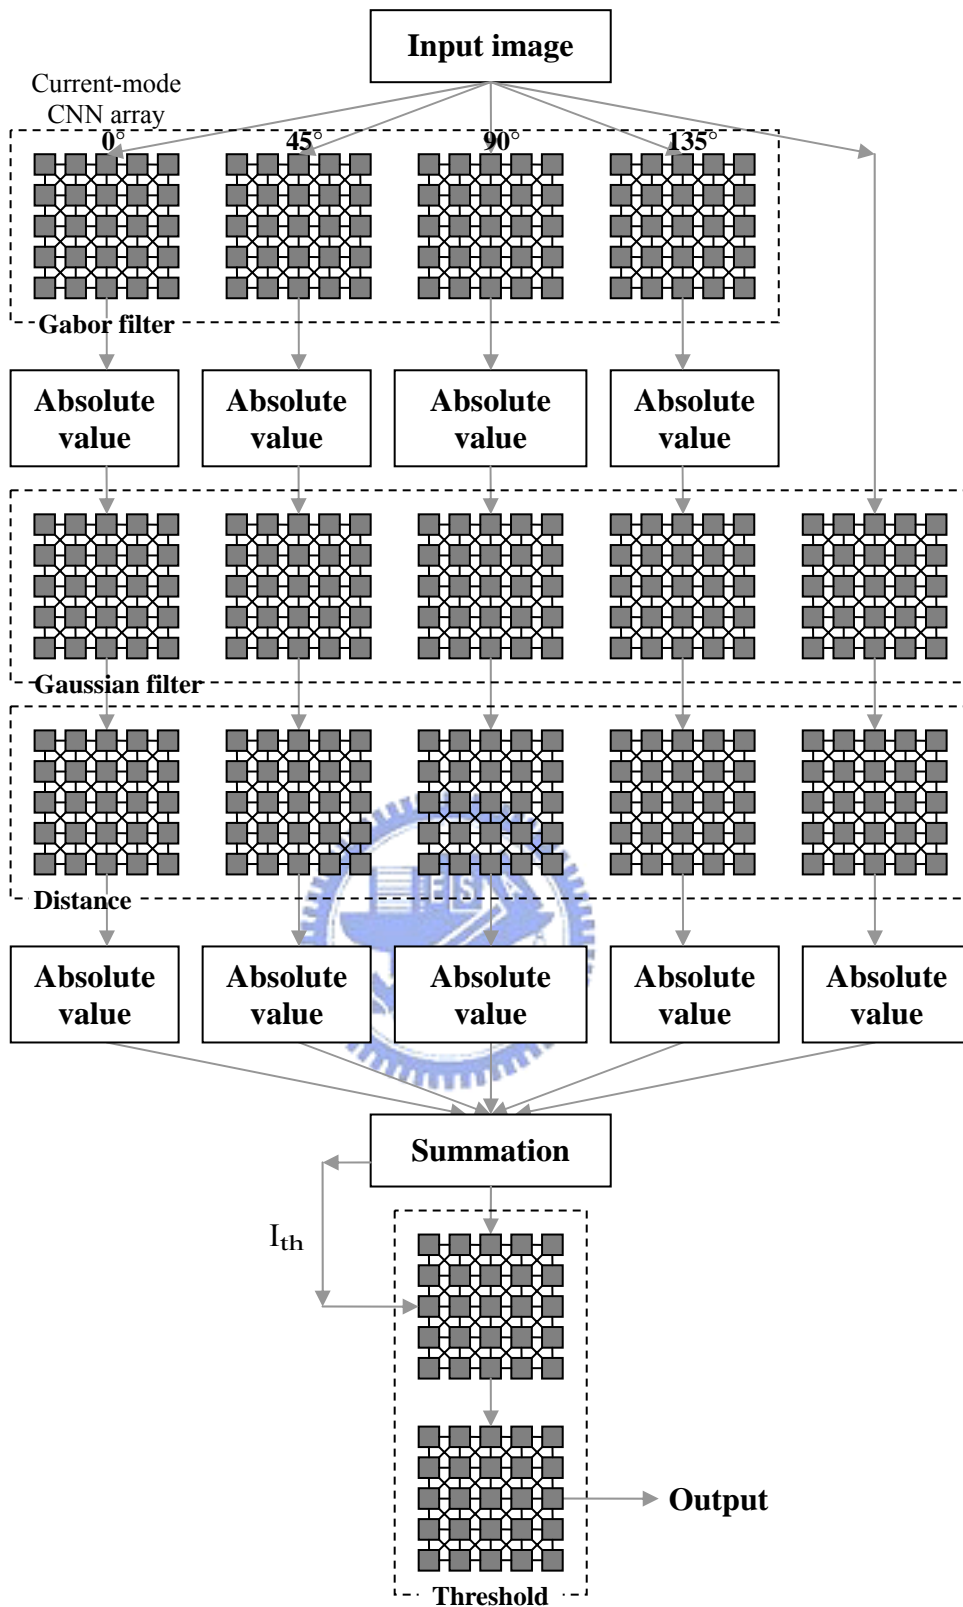 Input image
Current-mode
CNN array
0° 45° 90° 135°
Gabor filter
Absolute value
Absolute value
Absolute value
Absolute value
Gaussian filter
Distance
Absolute value
Absolute value
Absolute value
Absolute value
Absolute value
Summation
Ith
Output
Threshold